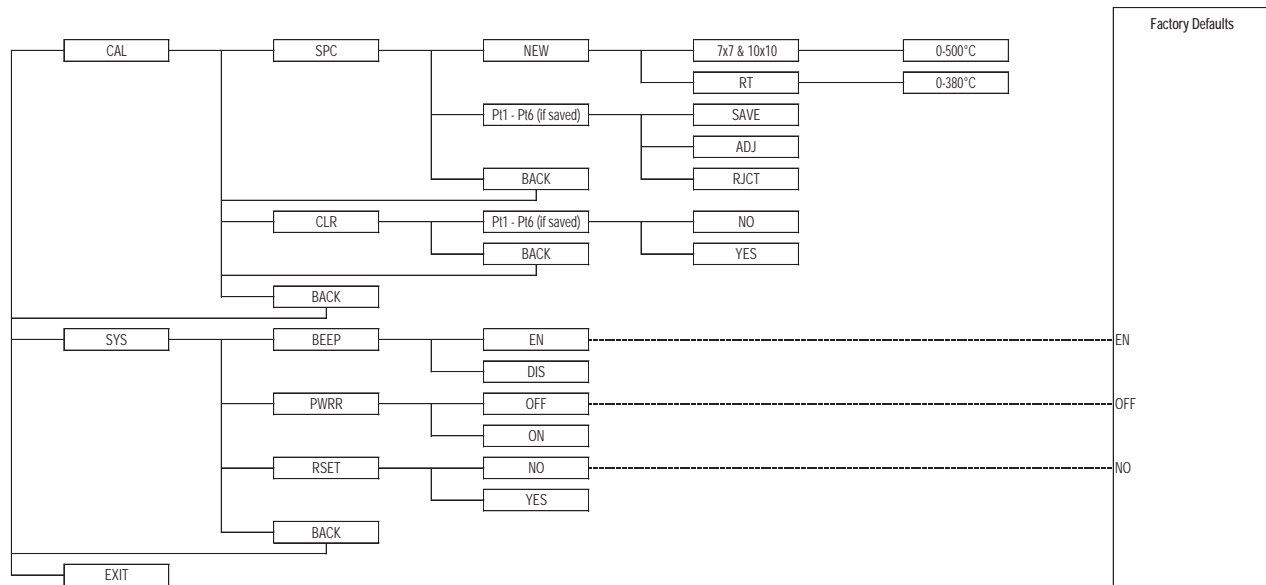 Factory Defaults
CAL SPC NEW 7x7 & 10x10 0-500°C
RT 0-380°C
Pt1 - Pt6 (if saved) SAVE
ADJ
BACK RJCT
CLR Pt1 - Pt6 (if saved) NO
BACK YES
BACK
SYS BEEP EN EN
DIS
PWRR OFF OFF
ON
RSET NO NO
YES
BACK
EXIT